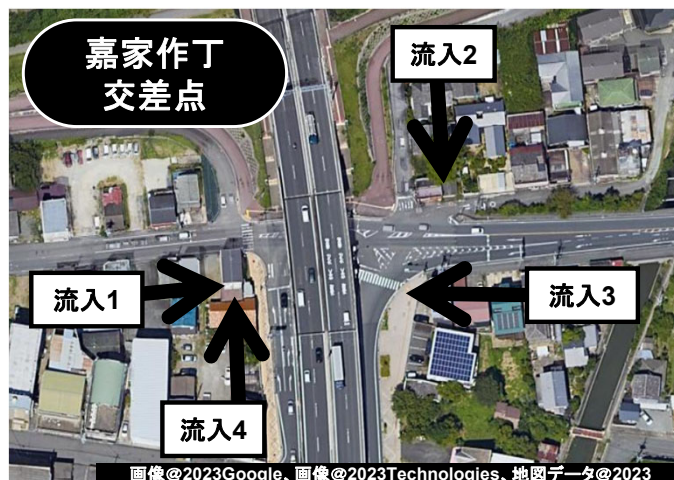 嘉家作丁
交差点
流入2
流入1
流入3
流入4
画像@2023Google、画像@2023Technologies、地図データ@2023